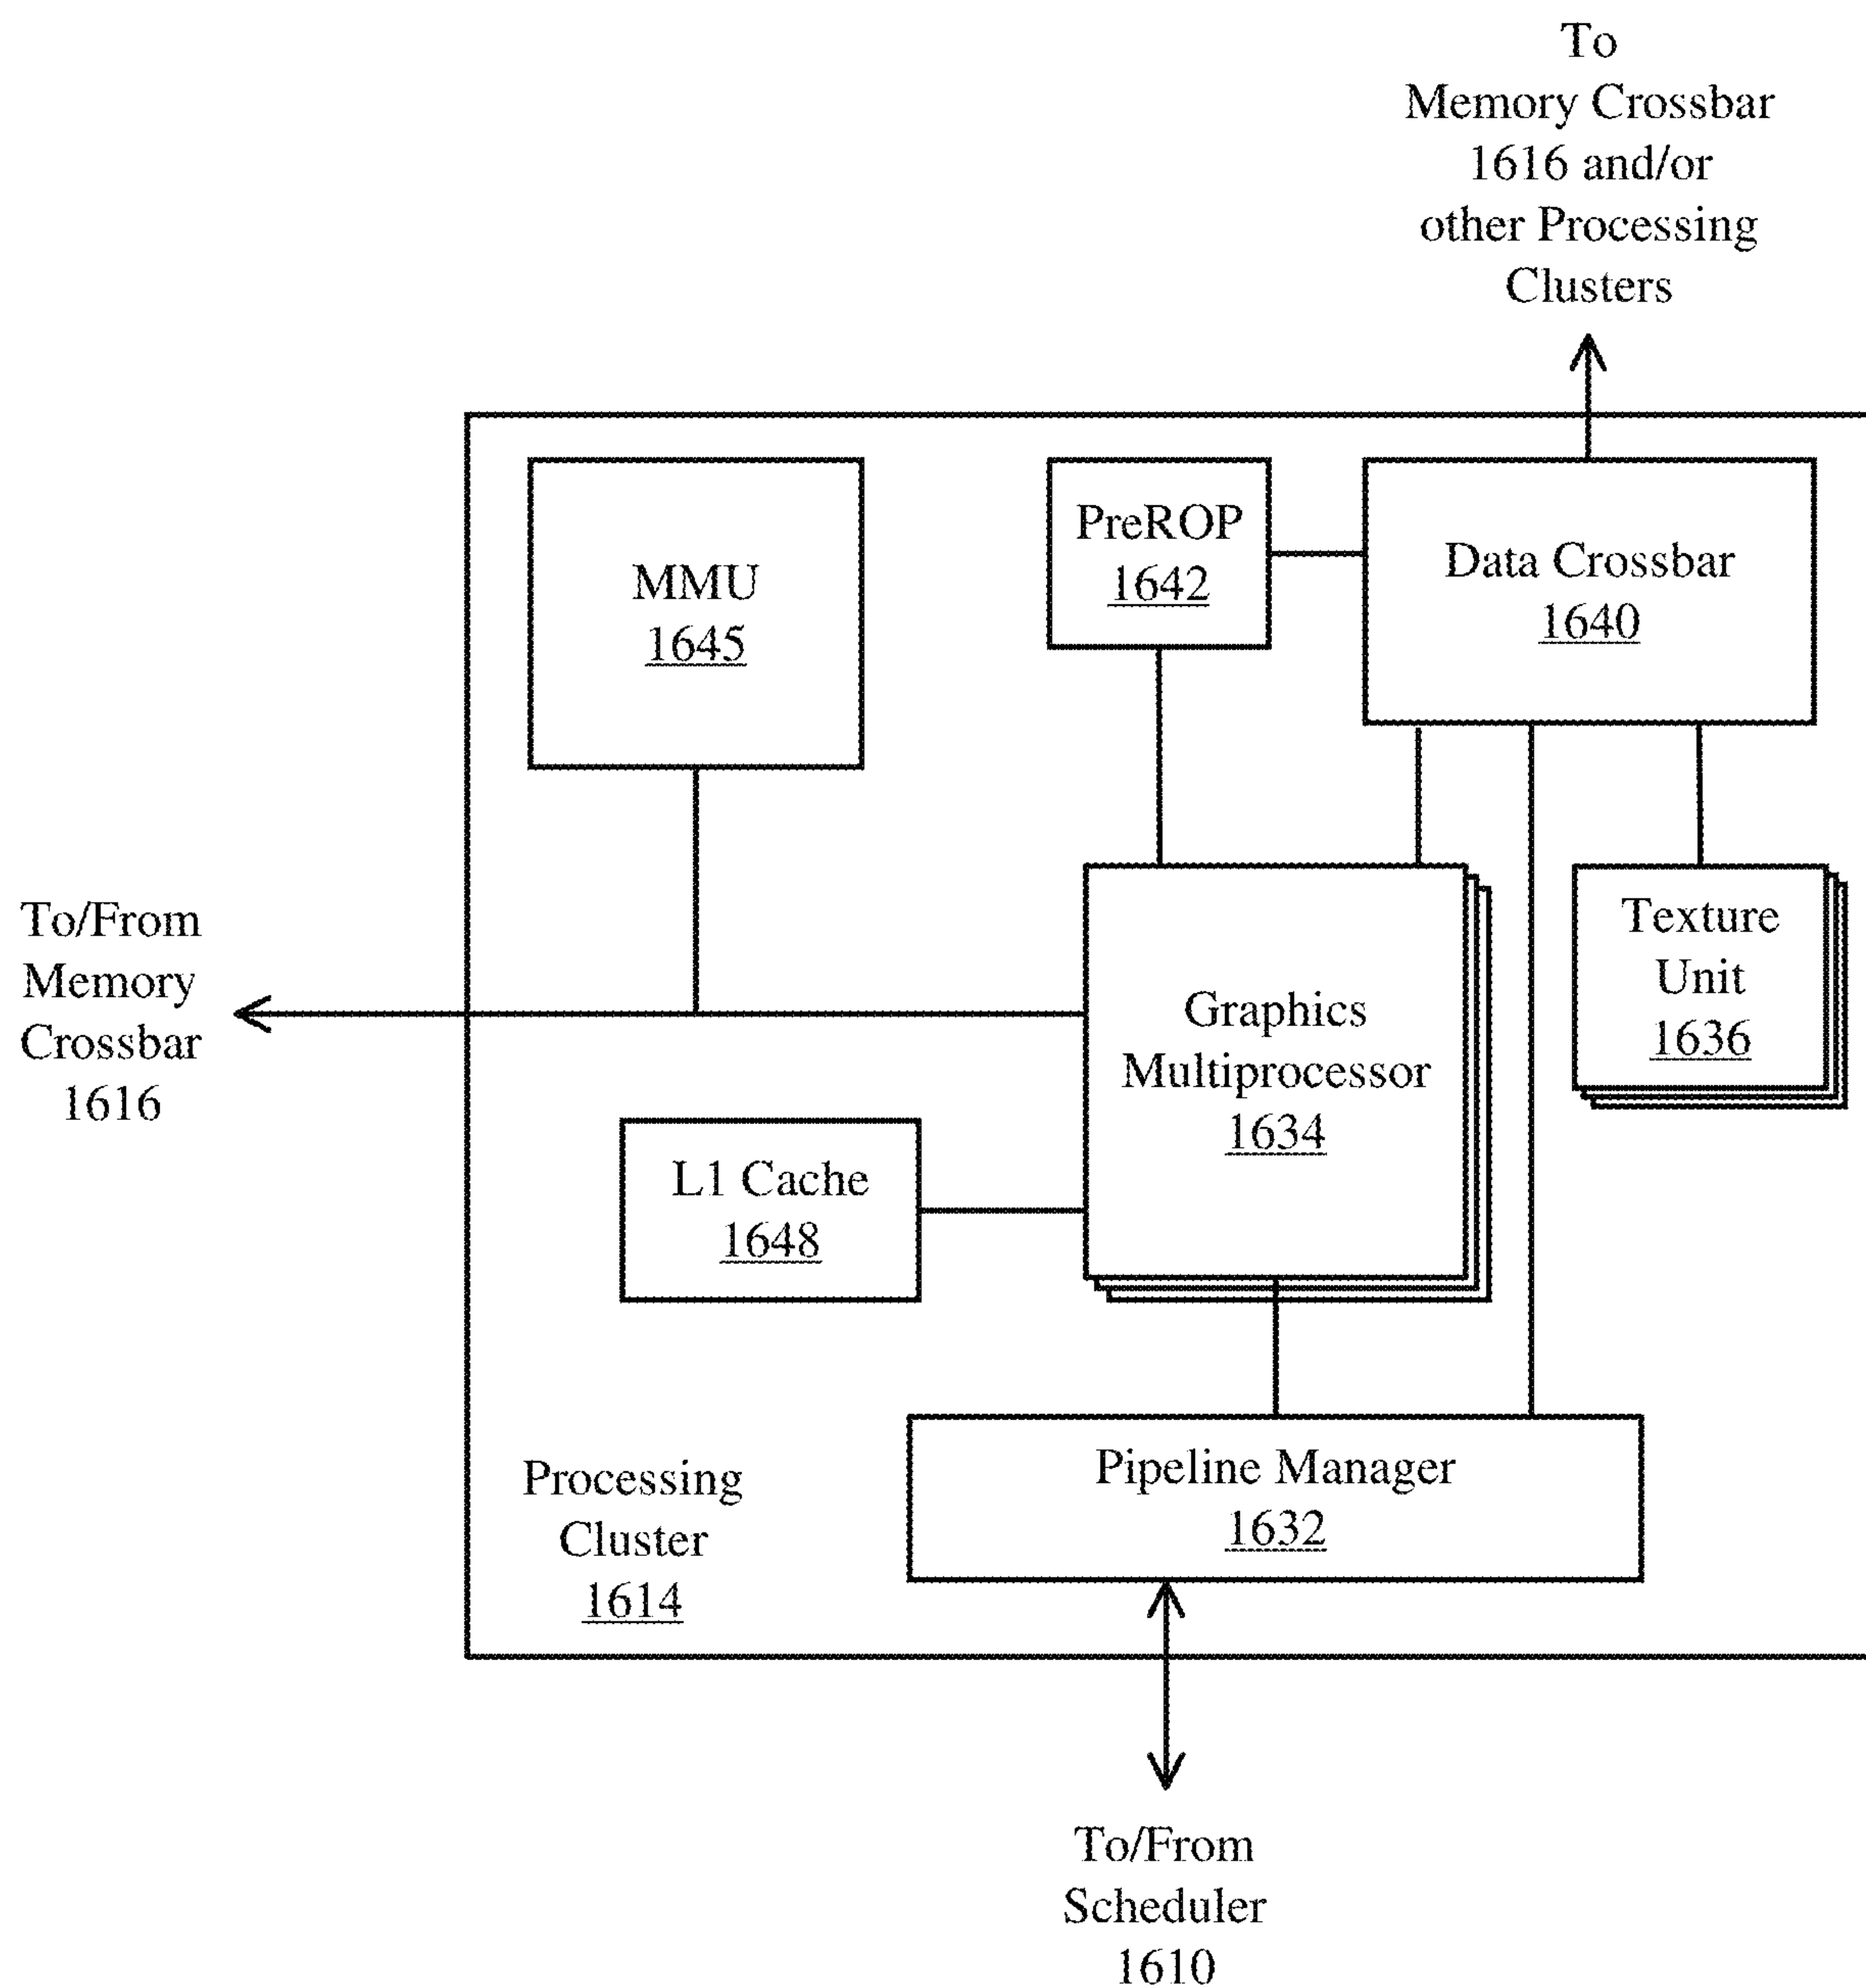 To
Memory Crossbar
1616 and/or
other Processing
Clusters
MMU
1645
PreROP
1642
Data Crossbar
1640
To/From
Memory
Crossbar
1616
Graphics
Multiprocessor
1634
Texture
Unit
1636
L1 Cache
1648
Processing
Cluster
1614
Pipeline Manager
1632
To/From
Scheduler
1610